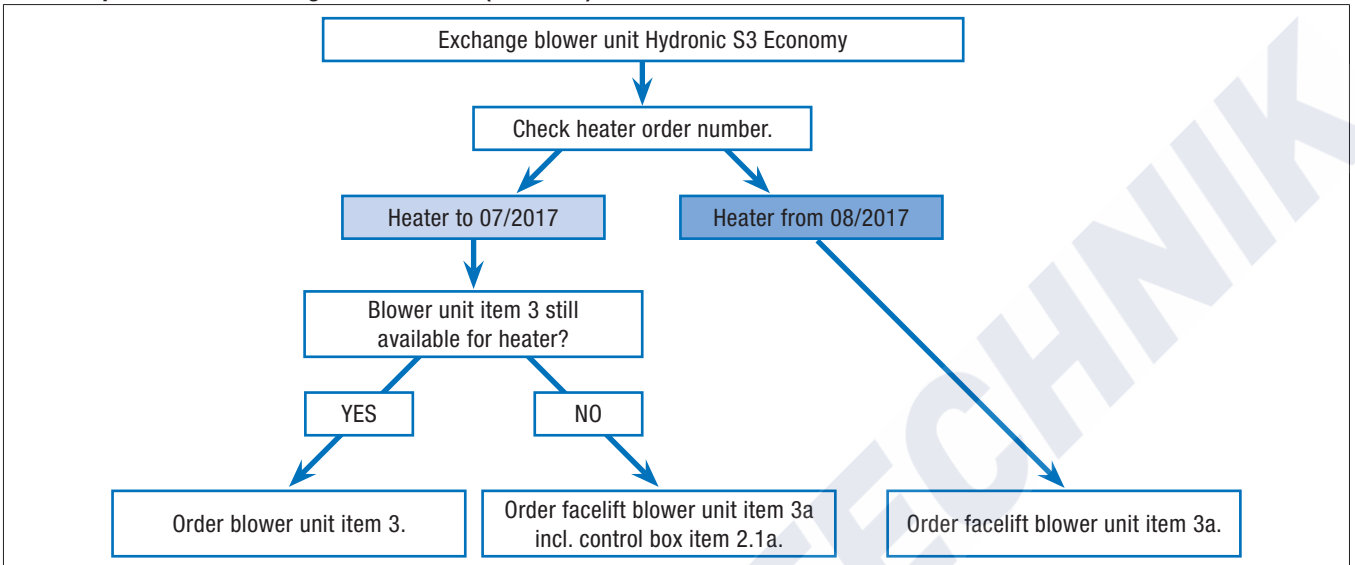 Exchange blower unit Hydronic S3 Economy
Check heater order number.
Heater to 07/2017
Heater from 08/2017
Blower unit item 3 still
available for heater?
YES
NO
Order blower unit item 3.
Order facelift blower unit item 3a
incl. control box item 2.1a.
Order facelift blower unit item 3a.
TECHNIK